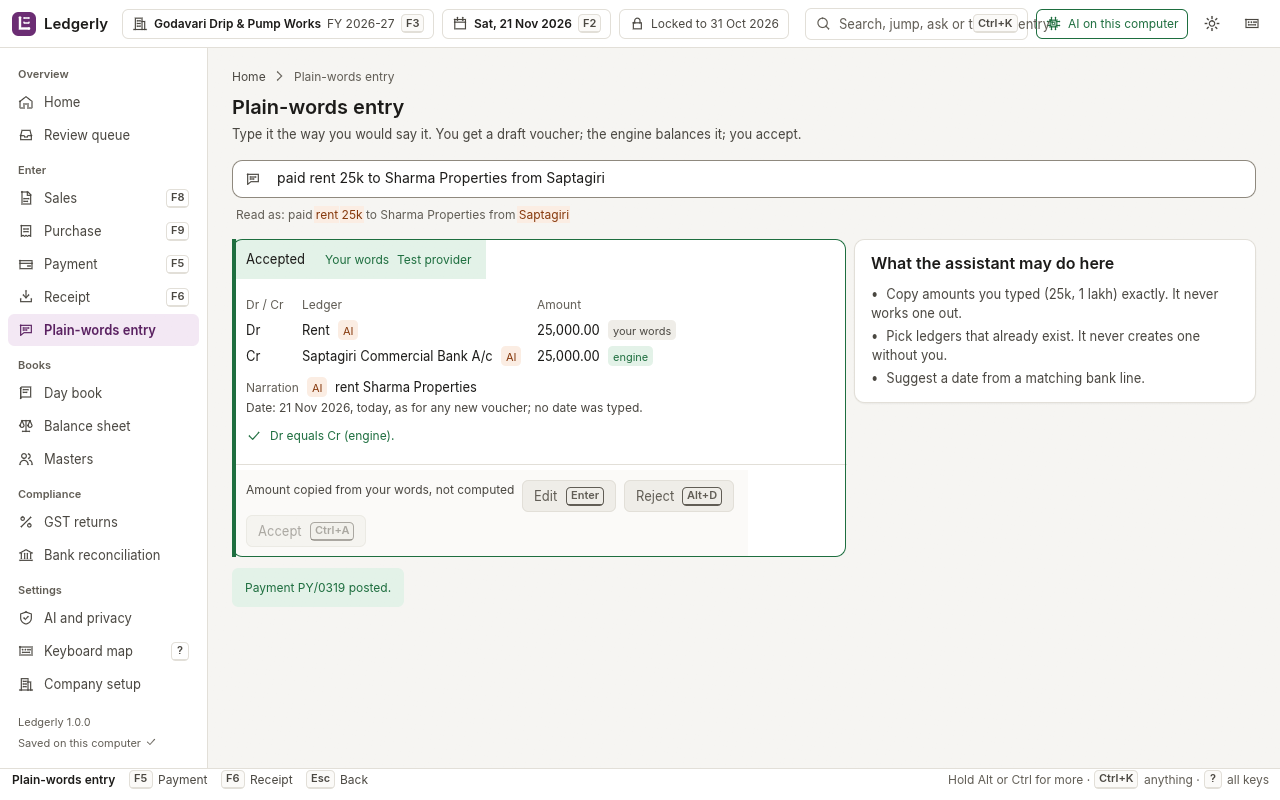 Ledgerly
Godavari Drip & Pump Works FY 2026-27 F3
Sat, 21 Nov 2026 F2
Locked to 31 Oct 2026
Search, jump, ask or t Ctrl+K entry
AI on this computer
Overview
Home
Review queue
Enter
Sales F8
Purchase F9
Payment F5
Receipt F6
Plain-words entry
Books
Day book
Balance sheet
Masters
Compliance
GST returns
Bank reconciliation
Settings
AI and privacy
Keyboard map ?
Company setup
Ledgerly 1.0.0
Saved on this computer
Home Plain-words entry
Plain-words entry
Type it the way you would say it. You get a draft voucher; the engine balances it; you accept.
paid rent 25k to Sharma Properties from Saptagiri
Read as: paid rent 25k to Sharma Properties from Saptagiri
Accepted Your words Test provider
Dr / Cr Ledger Amount
Dr Rent AI 25,000.00 your words
Cr Saptagiri Commercial Bank A/c AI 25,000.00 engine
Narration AI rent Sharma Properties
Date: 21 Nov 2026, today, as for any new voucher; no date was typed.
Dr equals Cr (engine).
Amount copied from your words, not computed Edit Enter Reject Alt+D
Accept Ctrl+A
Payment PY/0319 posted.
What the assistant may do here
• Copy amounts you typed (25k, 1 lakh) exactly. It never
works one out.
• Pick ledgers that already exist. It never creates one
without you.
• Suggest a date from a matching bank line.
Plain-words entry F5 Payment F6 Receipt Esc Back
Hold Alt or Ctrl for more · Ctrl+K anything · ? all keys